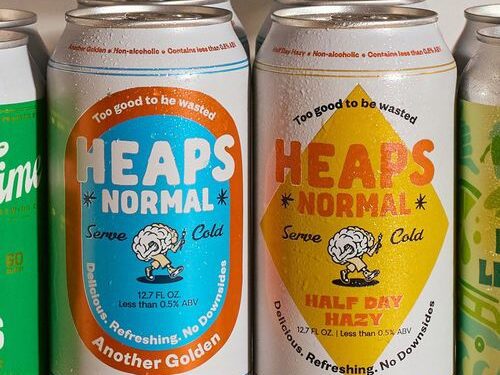 Another Golden • Non-alcoholic • Contains less than 0.5% ABV
Too good to be wasted
HEAPS
NORMAL
Serve Cold
12.7 FL OZ.
Less than 0.5% ABV
Delicious. Refreshing. No Downsides
Another Golden
Half Day Hazy • Non-alcoholic • Contains less than 0.5% ABV
Too good to be wasted
HEAPS
NORMAL
Serve Cold
HALF DAY
HAZY
12.7 FL OZ. | Less than 0.5% ABV
Delicious. Refreshing. No Downsides